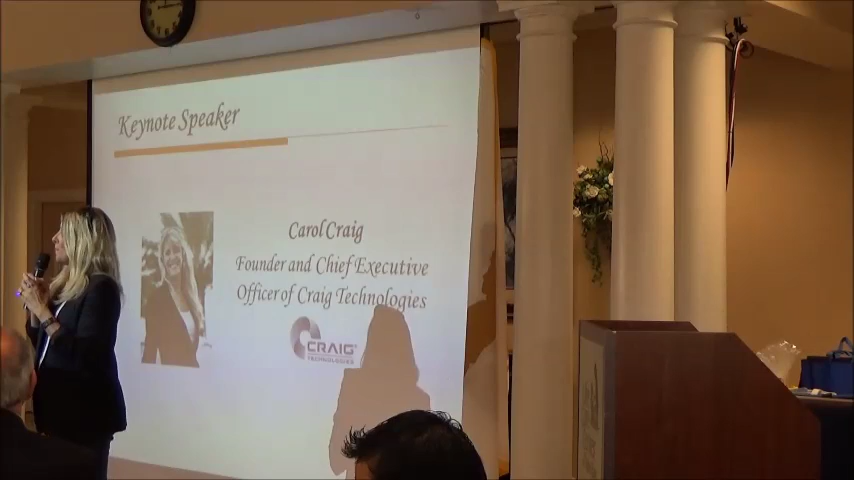 Keynote Speaker
Carol Craig
Founder and Chief Executive
Officer of Craig Technologies
CRAIG
TECHNOLOGIES